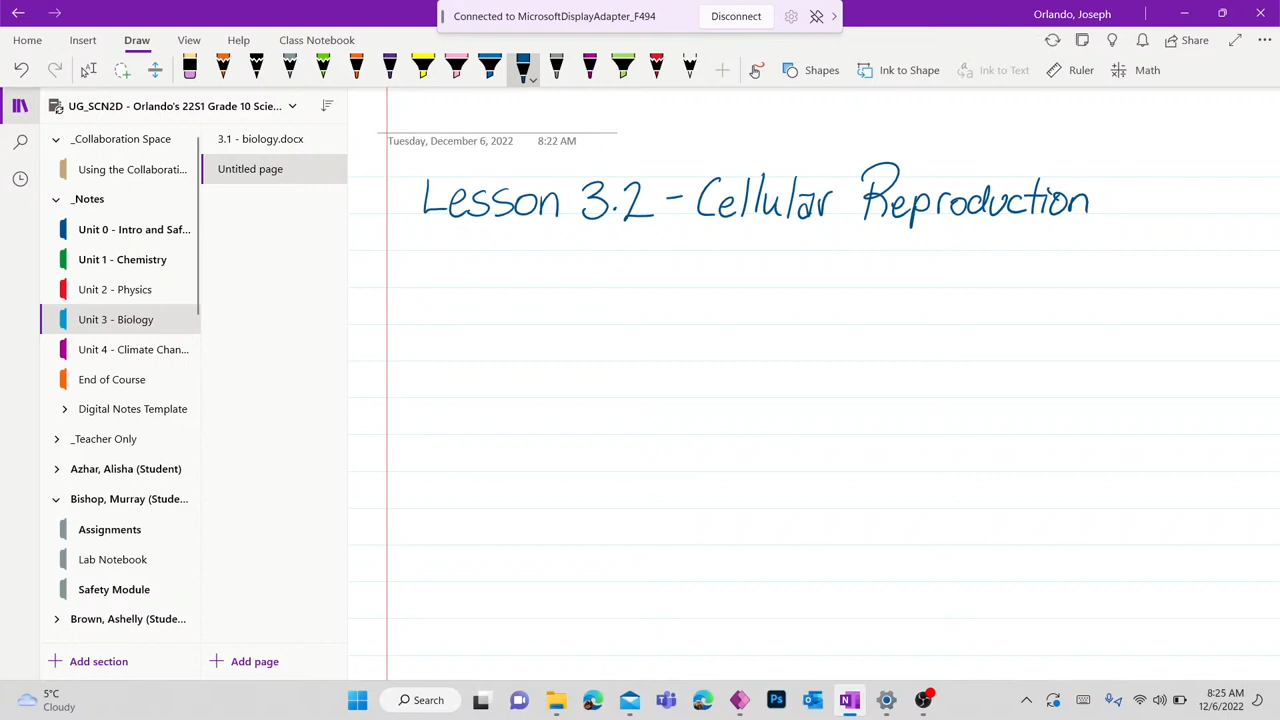 Connected to MicrosoftDisplayAdapter_F494
Disconnect
Orlando, Joseph
Home
Insert
Draw
View
Help
Class Notebook
Share
Shapes
Ink to Shape
Ink to Text
Ruler
Math
UG_SCN2D - Orlando's 22S1 Grade 10 Scie...
_Collaboration Space
Using the Collaborati...
_Notes
Unit 0 - Intro and Saf...
Unit 1 - Chemistry
Unit 2 - Physics
Unit 3 - Biology
Unit 4 - Climate Chan...
End of Course
Digital Notes Template
_Teacher Only
Azhar, Alisha (Student)
Bishop, Murray (Stude...
Assignments
Lab Notebook
Safety Module
Brown, Ashelly (Stude...
Add section
3.1 - biology.docx
Untitled page
Add page
Tuesday, December 6, 2022 8:22 AM
Lesson 3.2 - Cellular Reproduction
5°C
Cloudy
Search
Ps
N
8:25 AM
12/6/2022